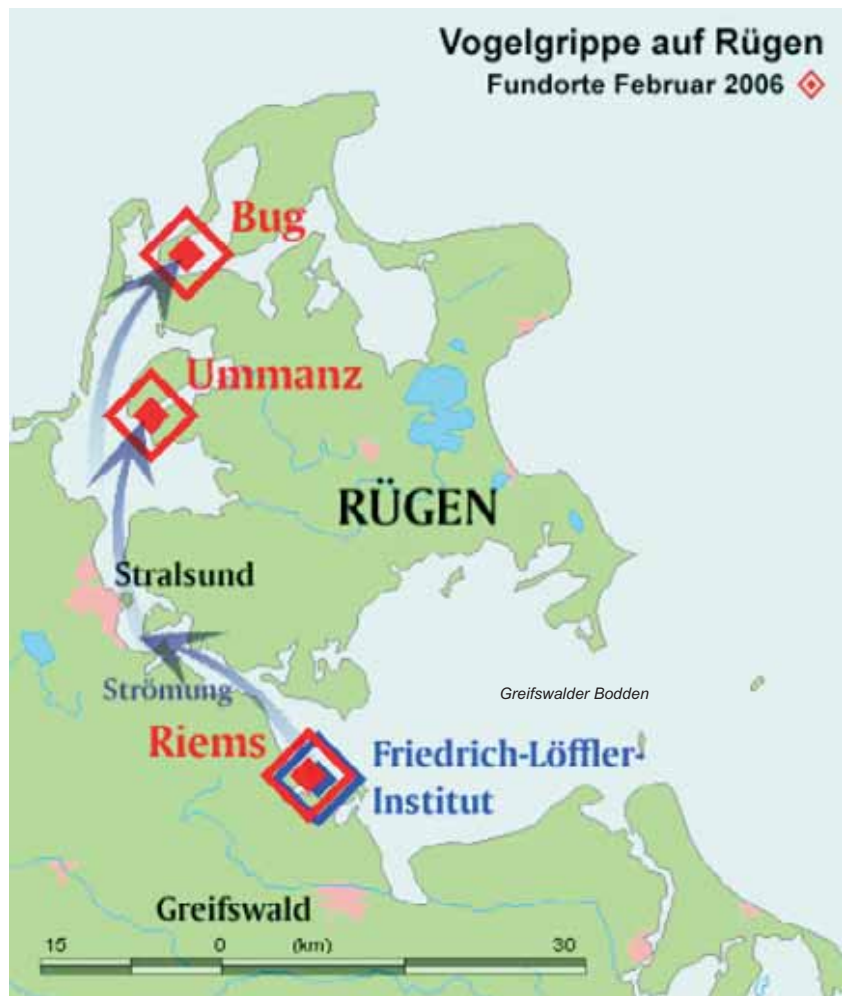 Vogelgrippe auf Rügen
Fundorte Februar 2006
Bug
Ummanz
RÜGEN
Stralsund
Strömung
Greifswalder Bodden
Riems
Friedrich-Löffler-
Institut
Greifswald
15 0 (km) 30